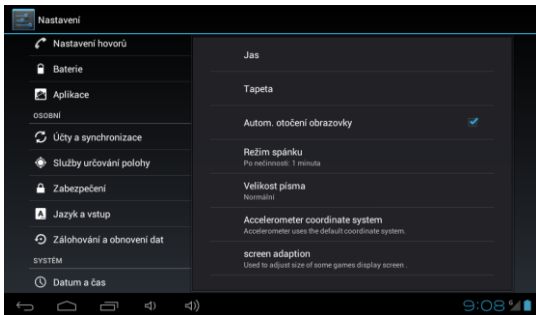 Nastavení
Nastavení hovorů
Baterie
Aplikace
OSOBNÍ
Účty a synchronizace
Služby určování polohy
Zabezpečení
A Jazyk a vstup
Zálohování a obnovení dat
SYSTÉM
Datum a čas
Jas
Tapeta
Autom. otočení obrazovky
Režim spánku
Po nečinnosti: 1 minuta
Velikost písma
Normální
Accelerometer coordinate system
Accelerometer uses the default coordinate system.
screen adaption
Used to adjust size of some games display screen .
9:08